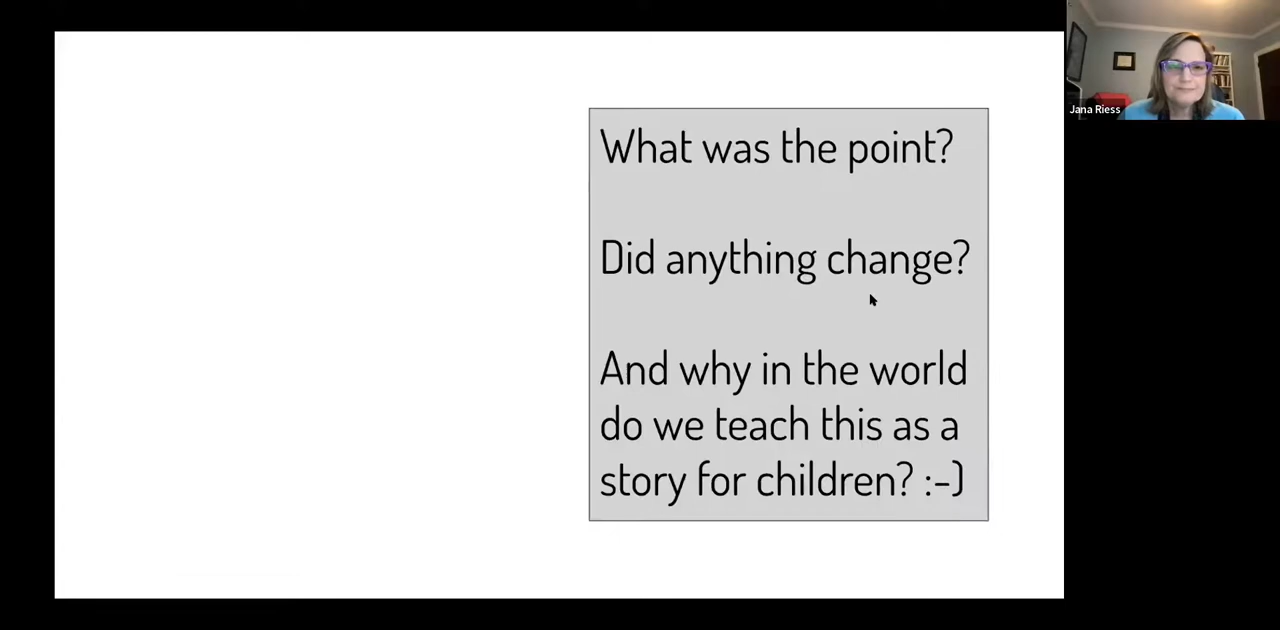 Jana Riess
What was the point?
Did anything change?
And why in the world
do we teach this as a
story for children? :-)